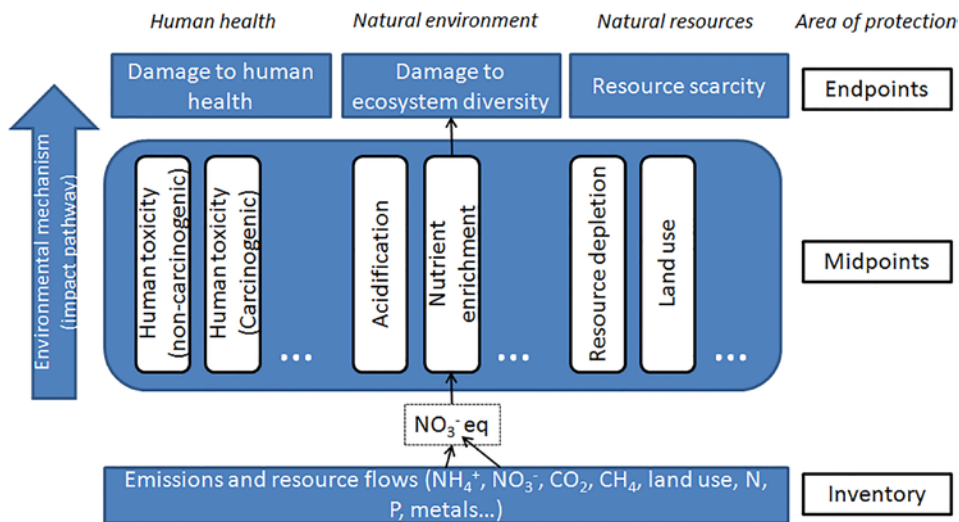 Human health
Natural environment
Natural resources
Area of protection
Damage to human
health
Damage to
ecosystem diversity
Resource scarcity
Endpoints
Environmental mechanism
(impact pathway)
Human toxicity
(non-carcinogenic)
Human toxicity
(Carcinogenic)
...
Acidification
Nutrient
enrichment
...
Resource depletion
Land use
...
Midpoints
NO₃⁻ eq
Emissions and resource flows (NH₄⁺, NO₃⁻, CO₂, CH₄, land use, N,
P, metals...)
Inventory